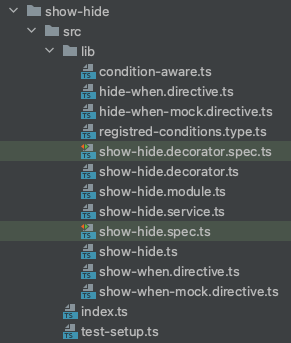 show-hide
src
lib
condition-aware.ts
hide-when.directive.ts
hide-when-mock.directive.ts
registred-conditions.type.ts
show-hide.decorator.spec.ts
show-hide.decorator.ts
show-hide.module.ts
show-hide.service.ts
show-hide.spec.ts
show-hide.ts
show-when.directive.ts
show-when-mock.directive.ts
index.ts
test-setup.ts